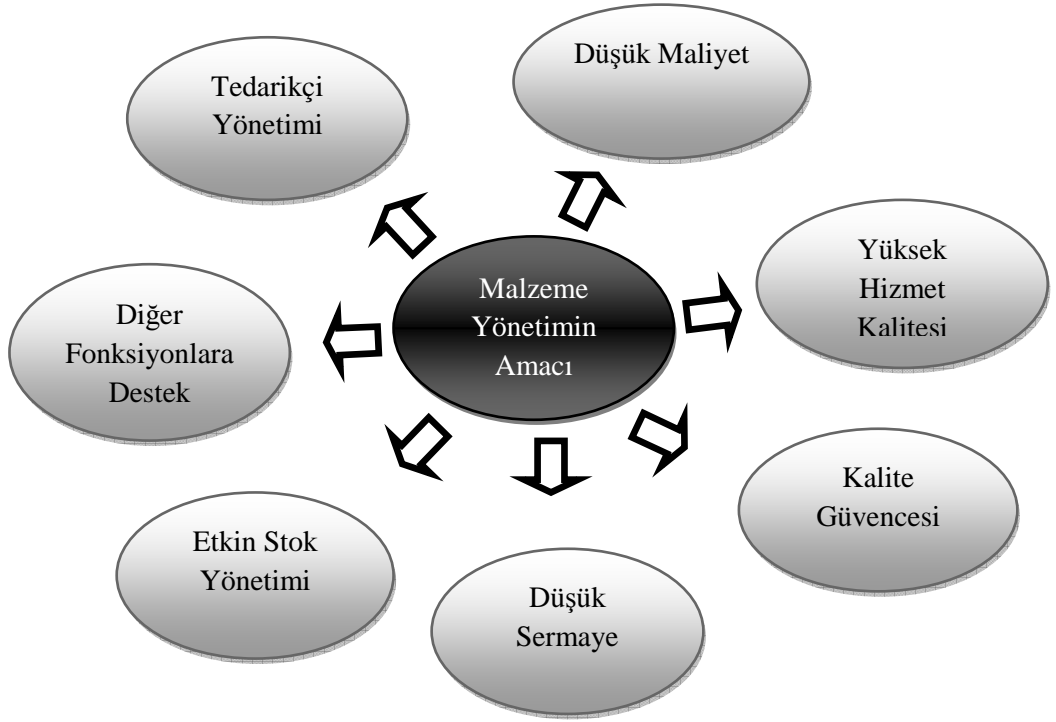 Tedarikçi
Yönetimi
Düşük Maliyet
Yüksek
Hizmet
Kalitesi
Malzeme
Yönetimin
Amacı
Diğer
Fonksiyonlara
Destek
Kalite
Güvencesi
Etkin Stok
Yönetimi
Düşük
Sermaye